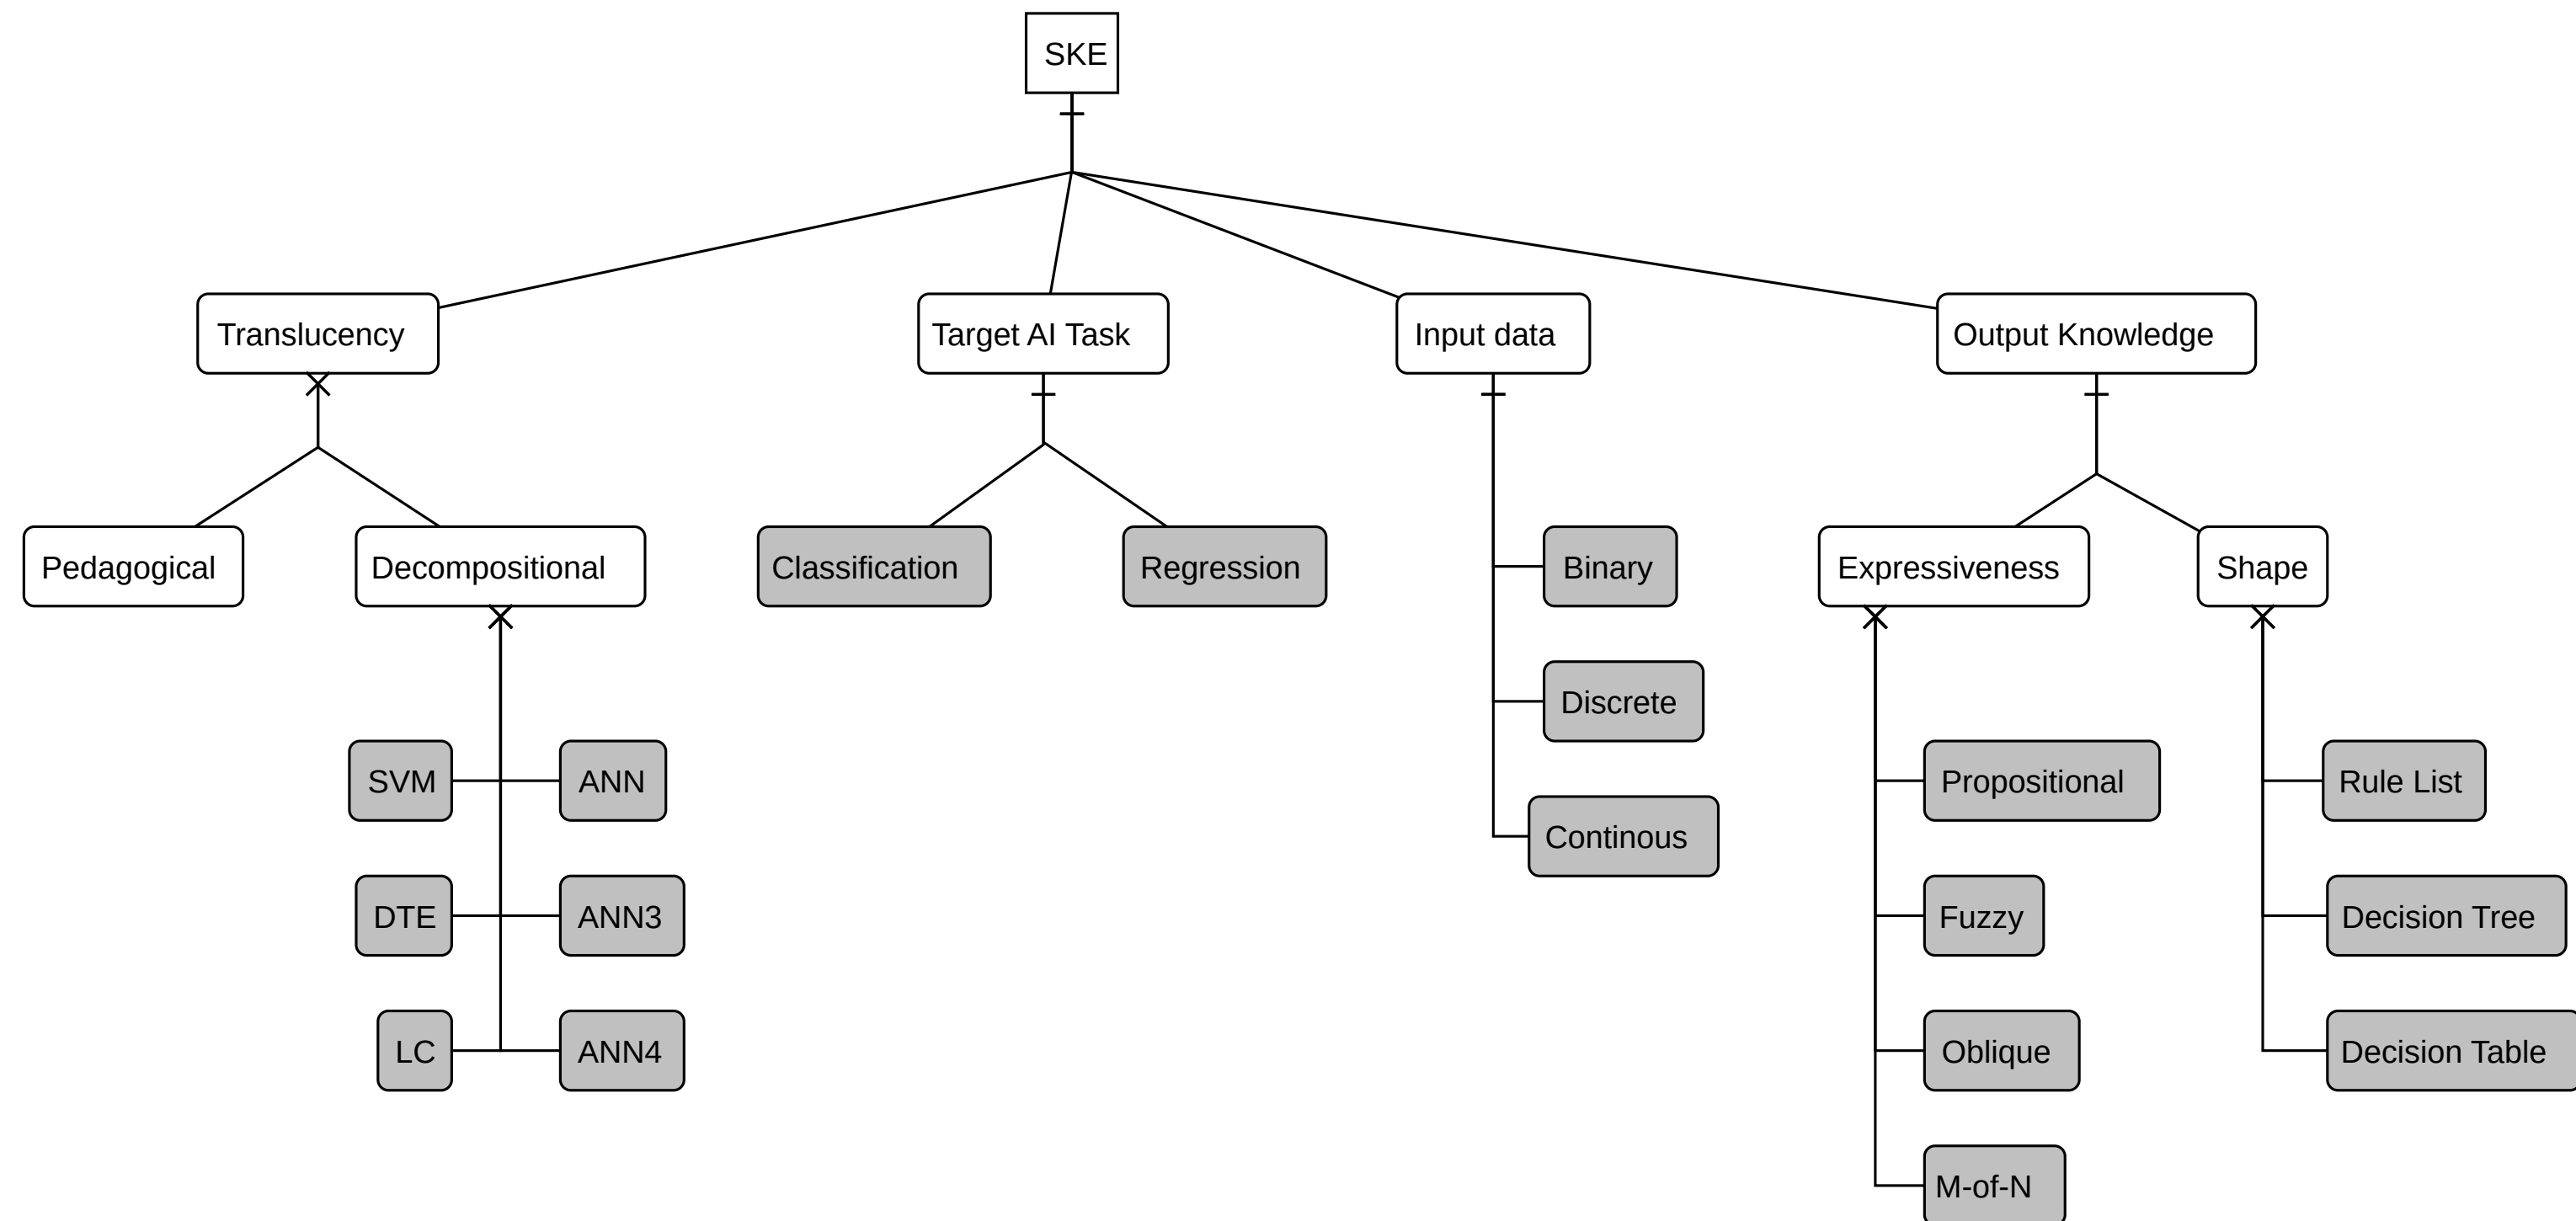 SKE
Translucency
Target AI Task
Input data
Output Knowledge
Pedagogical
Decompositional
Classification
Regression
Binary
Expressiveness
Shape
Discrete
SVM
ANN
Propositional
Rule List
Continous
DTE
ANN3
Fuzzy
Decision Tree
LC
ANN4
Oblique
Decision Table
M-of-N